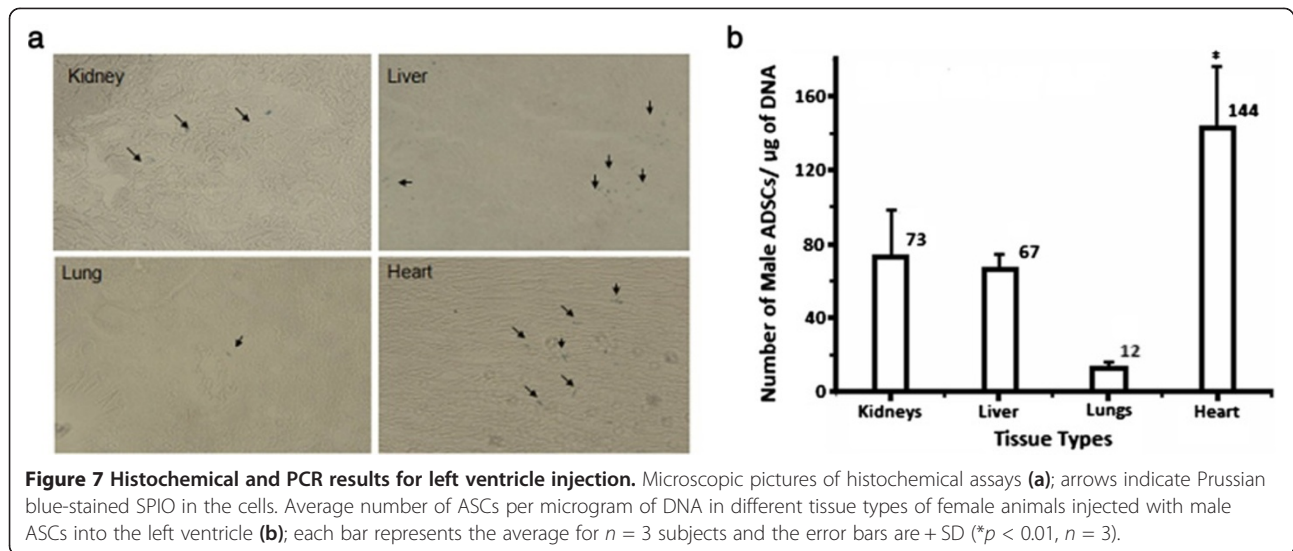 a
Kidney
Liver
Lung
Heart
b
Number of Male ADSCs/ ug of DNA
160
120
80
40
0
*
144
73
67
12
Kidneys
Liver
Lungs
Heart
Tissue Types
Figure 7 Histochemical and PCR results for left ventricle injection. Microscopic pictures of histochemical assays (a); arrows indicate Prussian
blue-stained SPIO in the cells. Average number of ASCs per microgram of DNA in different tissue types of female animals injected with male
ASCs into the left ventricle (b); each bar represents the average for n = 3 subjects and the error bars are + SD (*p < 0.01, n = 3).